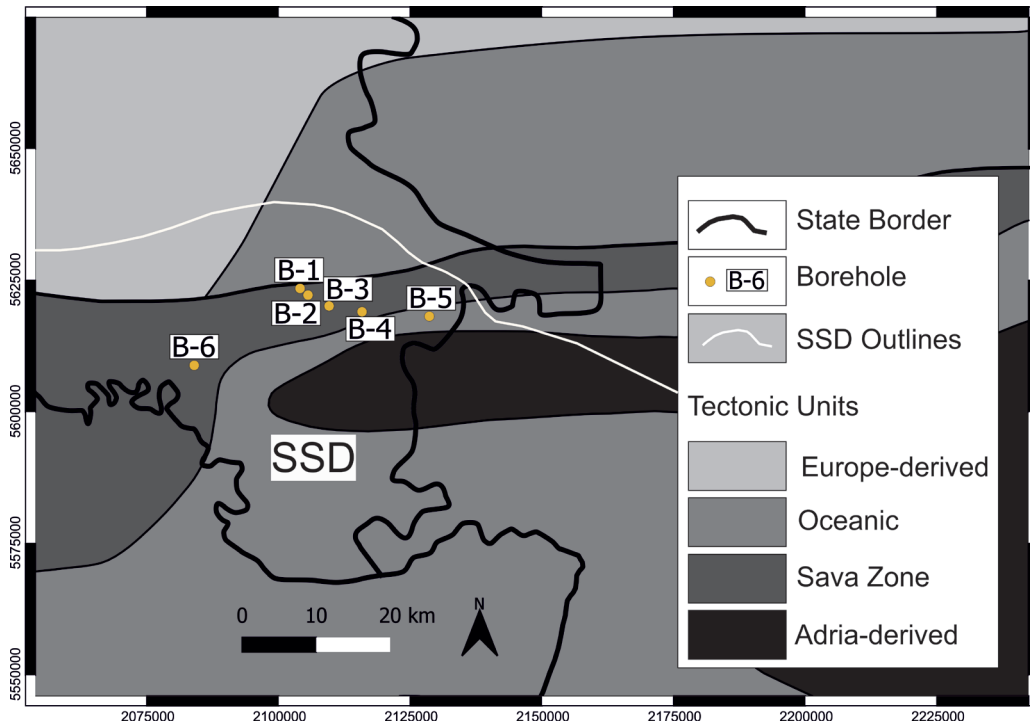 5650000
5625000
5600000
5575000
5550000
B-1
B-2
B-3
B-4
B-5
B-6
SSD
0 10 20 km
N
State Border
B-6 Borehole
SSD Outlines
Tectonic Units
Europe-derived
Oceanic
Sava Zone
Adria-derived
2075000 2100000 2125000 2150000 2175000 2200000 2225000